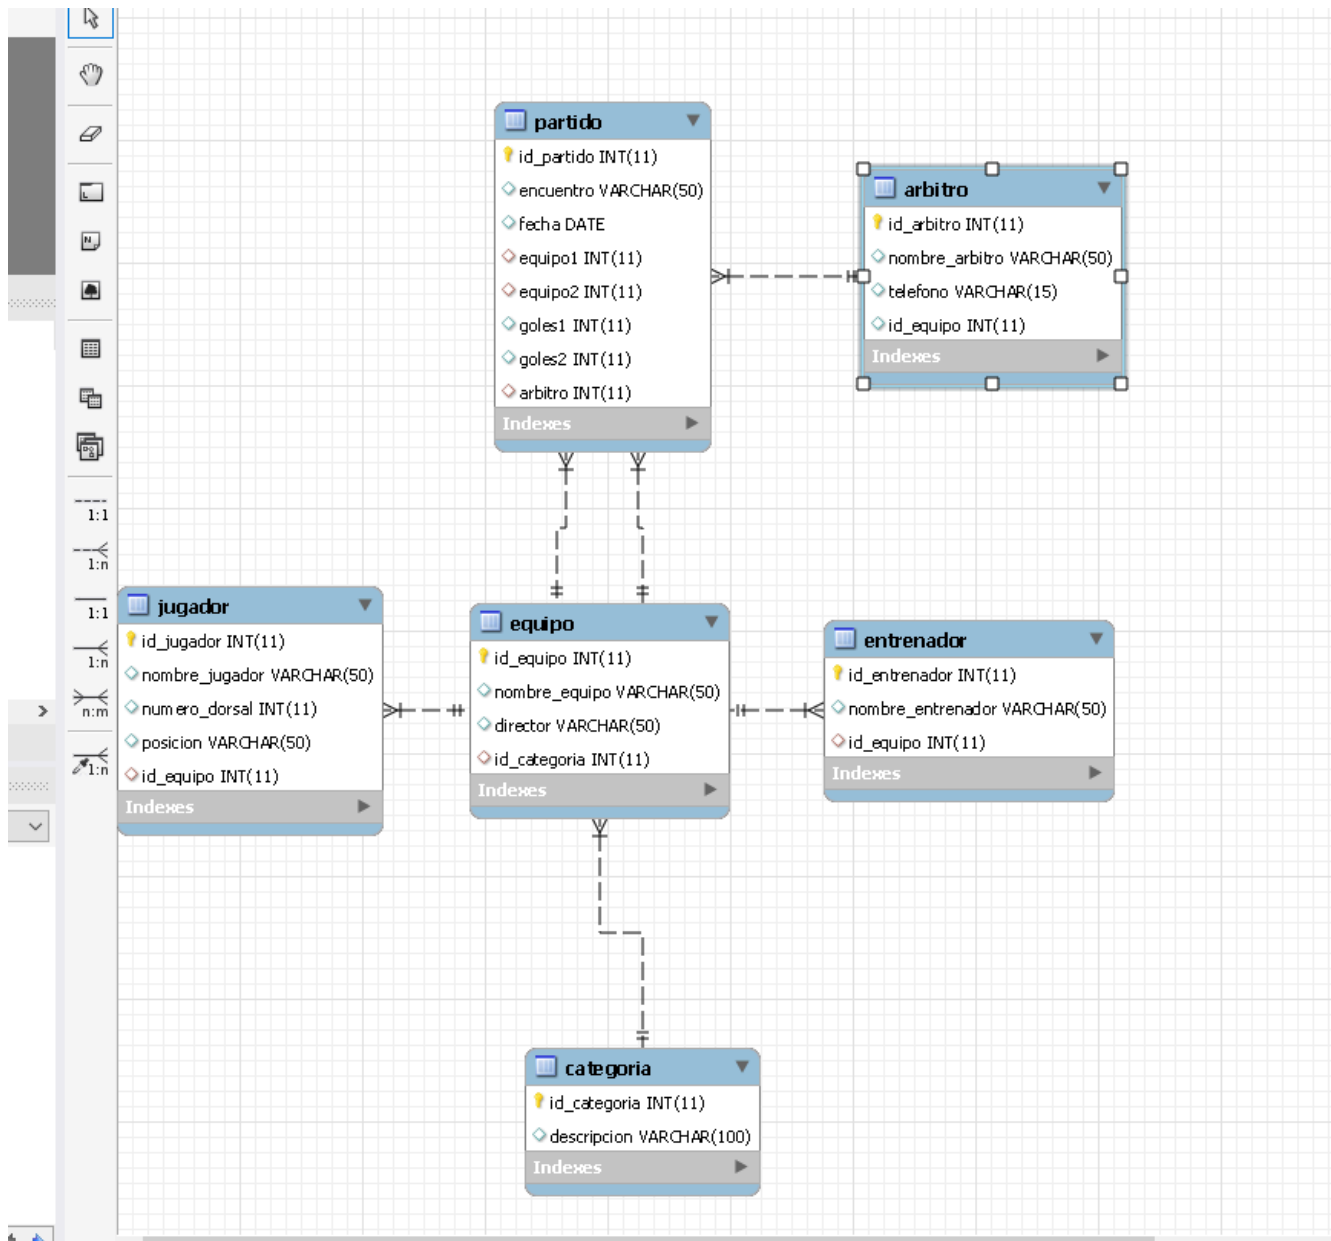 partido
id_partido INT(11)
encuentro VARCHAR(50)
fecha DATE
equipo1 INT(11)
equipo2 INT(11)
goles1 INT(11)
goles2 INT(11)
arbitro INT(11)
Indexes
arbitro
id_arbitro INT(11)
nombre_arbitro VARCHAR(50)
telefono VARCHAR(15)
id_equipo INT(11)
Indexes
1:1
1:n
1:1
1:n
n:m
1:n
jugador
id_jugador INT(11)
nombre_jugador VARCHAR(50)
numero_dorsal INT(11)
posicion VARCHAR(50)
id_equipo INT(11)
Indexes
equipo
id_equipo INT(11)
nombre_equipo VARCHAR(50)
director VARCHAR(50)
id_categoria INT(11)
Indexes
entrenador
id_entrenador INT(11)
nombre_entrenador VARCHAR(50)
id_equipo INT(11)
Indexes
categoria
id_categoria INT(11)
descripcion VARCHAR(100)
Indexes